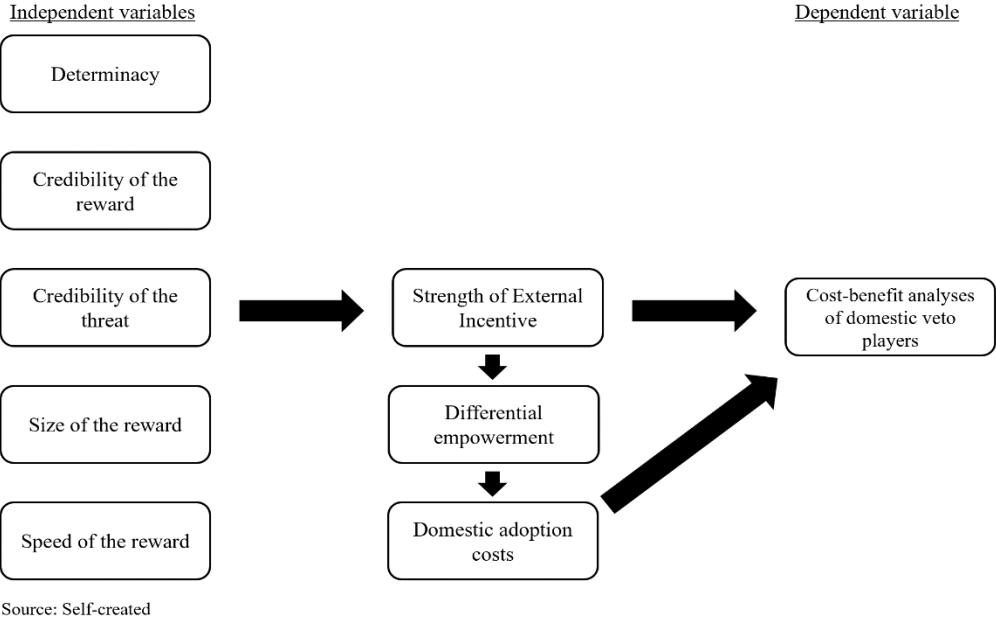 Independent variables
Dependent variable
Determinacy
Credibility of the
reward
Credibility of the
threat
Strength of External
Incentive
Cost-benefit analyses
of domestic veto
players
Size of the reward
Differential
empowerment
Speed of the reward
Domestic adoption
costs
Source: Self-created